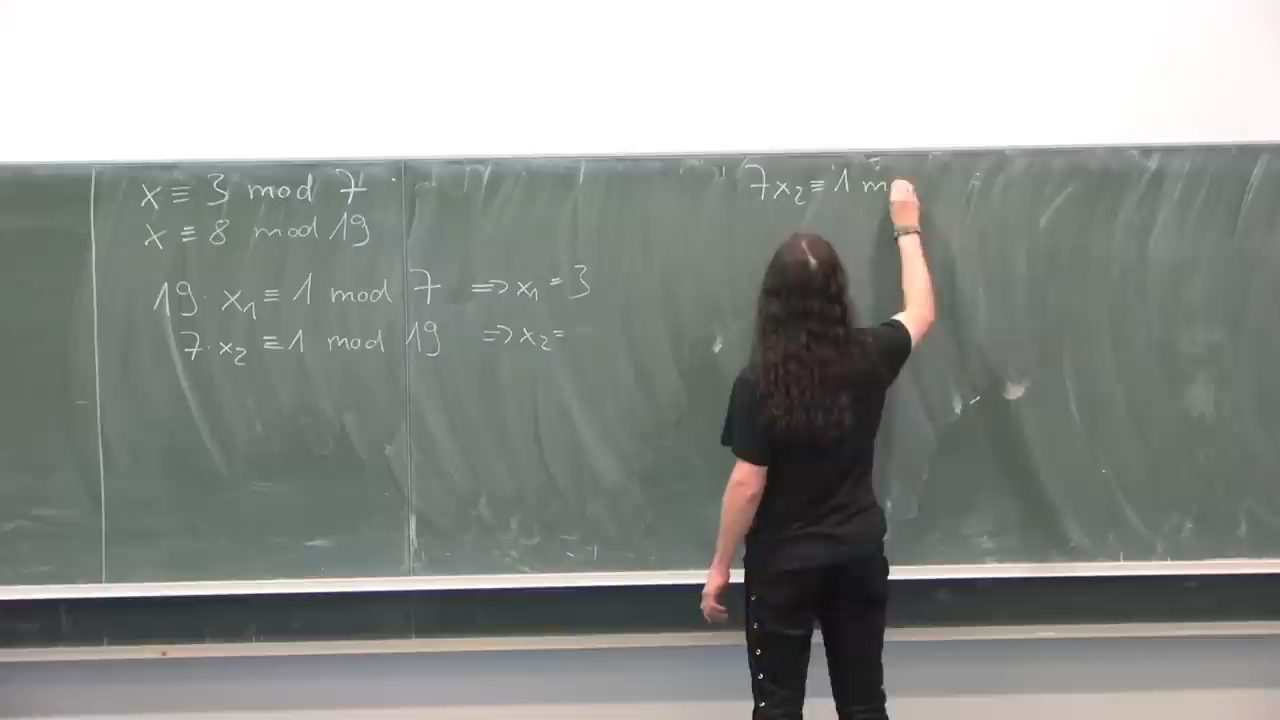 x ≡ 3 mod 7
x ≡ 8 mod 19
19 · x₁ ≡ 1 mod 7 ⇒ x₁ = 3
7 · x₂ ≡ 1 mod 19 ⇒ x₂ =
7x₂ ≡ 1 m